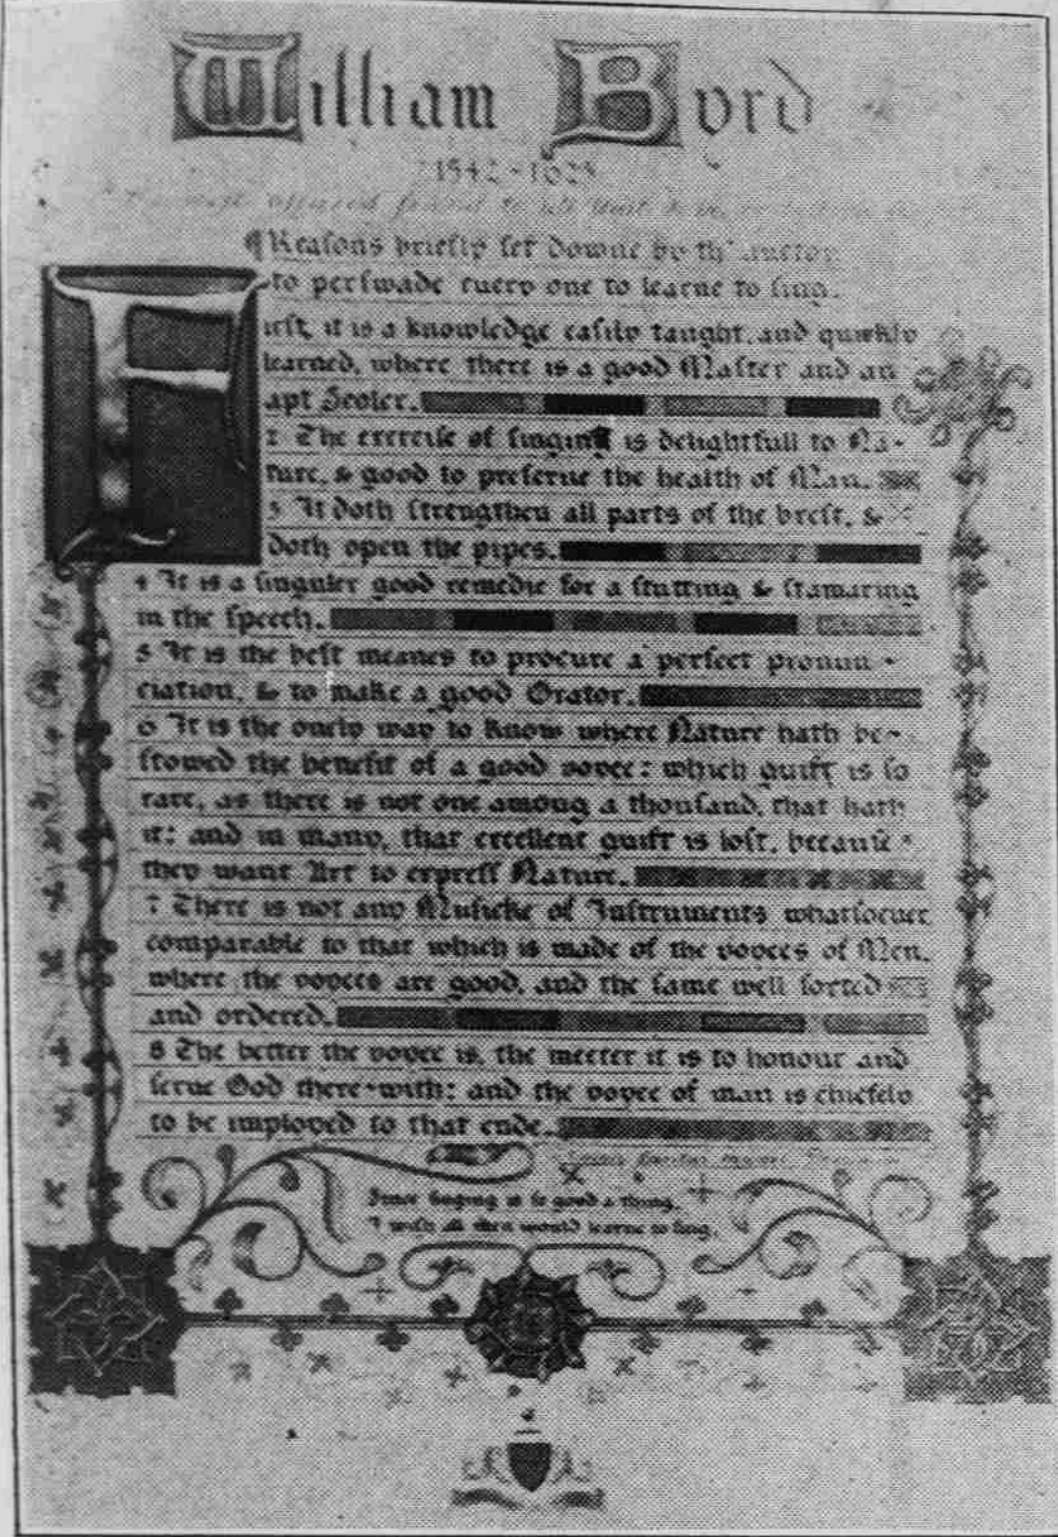 William Byrd
1542-1625
¶Reasons briefly set downe by th'auctor
to perswade euery one to learne to sing.
First, it is a knowledge easily taught, and quickly
learned, where there is a good Master and an
apt Scoler.
2 The exercise of singing is delightfull to Na-
ture, & good to preserue the health of Man.
3 It doth strengthen all parts of the brest, &
doth open the pipes.
4 It is a singuler good remedie for a stutting & stamaring
in the speech.
5 It is the best meanes to procure a perfect pronun-
ciation, & to make a good Orator.
6 It is the onely way to know where Nature hath be-
stowed the benefit of a good voyce: which guift is so
rare, as there is not one among a thousand, that hath
it: and in many, that excellent guift is lost, because
they want Art to express Nature.
7 There is not any Musicke of Instruments whatsoeuer,
comparable to that which is made of the voyces of Men,
where the voyces are good, and the same well sorted
and ordered.
8 The better the voyce is, the meeter it is to honour and
serue God there-with: and the voyce of man is chiefely
to be imployed to that ende.
Since singing is so good a thing,
I wish all men would learne to sing.